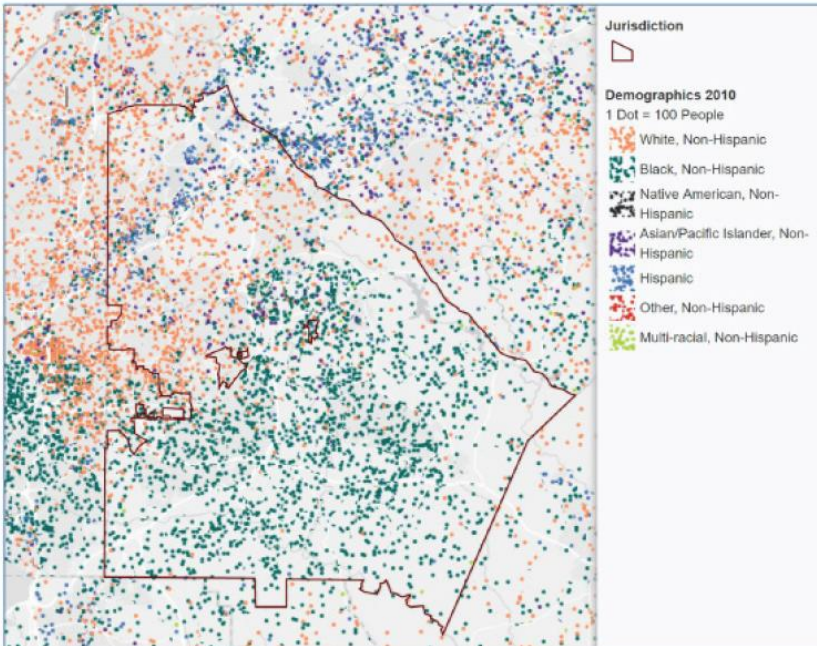 Jurisdiction
Demographics 2010
1 Dot = 100 People
White, Non-Hispanic
Black, Non-Hispanic
Native American, Non-
Hispanic
Asian/Pacific Islander, Non-
Hispanic
Hispanic
Other, Non-Hispanic
Multi-racial, Non-Hispanic